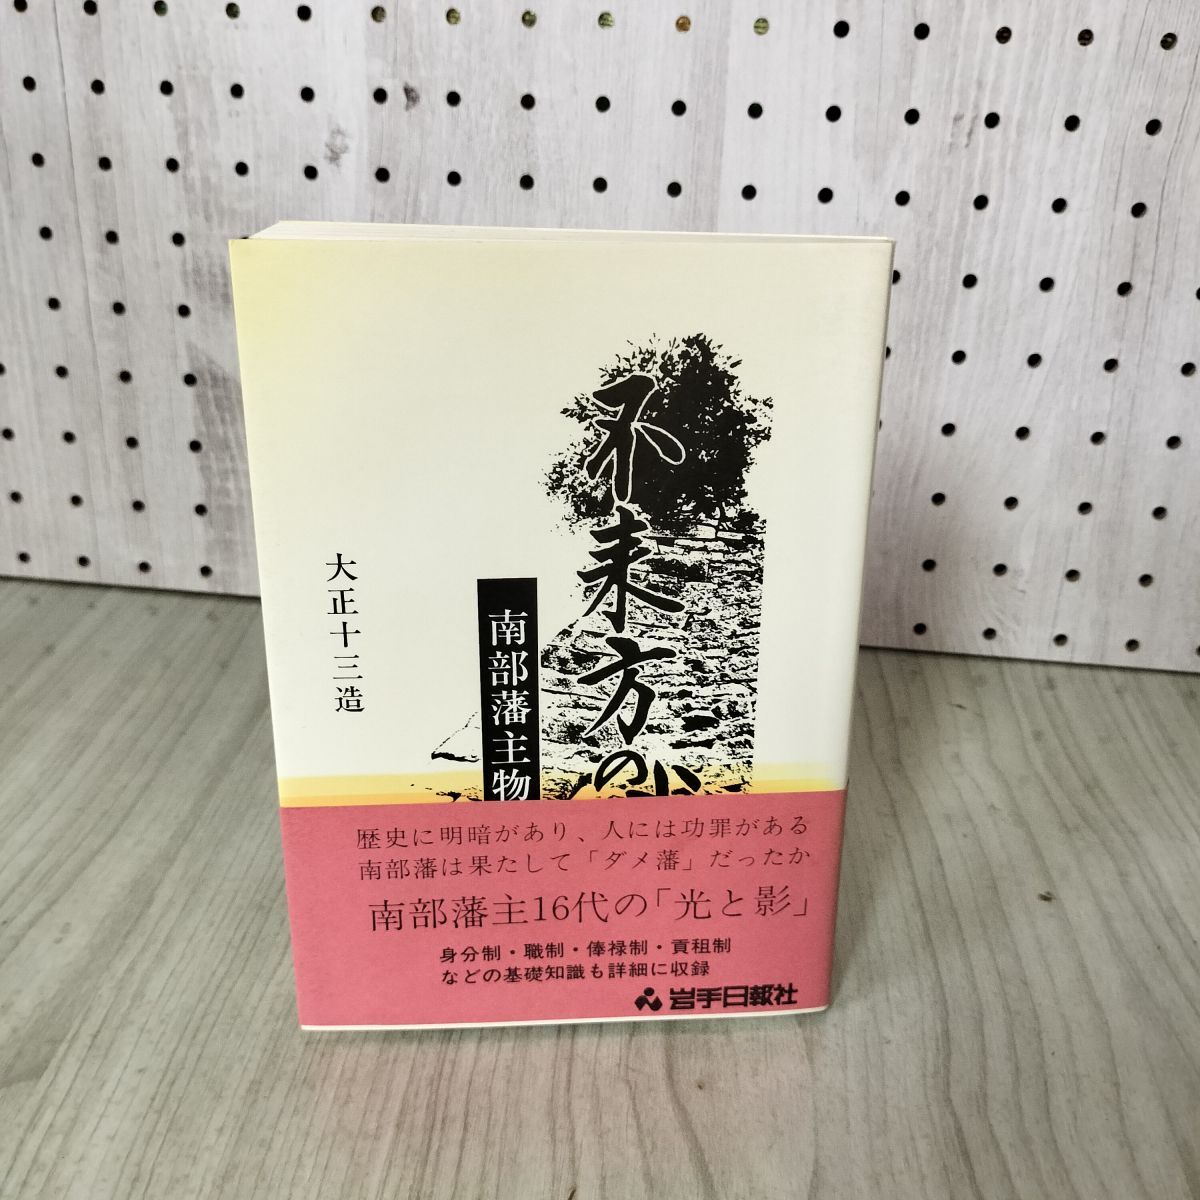 不来方の
南部藩主物
大正十三造
歴史に明暗があり、人には功罪がある
南部藩は果たして「ダメ藩」だったか
南部藩主16代の「光と影」
身分制・職制・俸禄制・貢租制
などの基礎知識も詳細に収録
岩手日報社